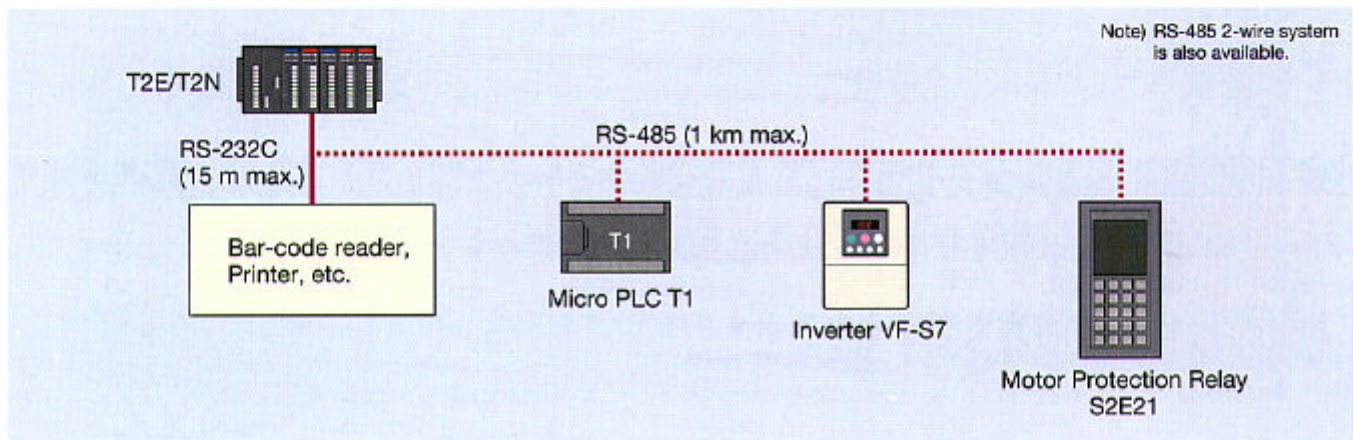 Note) RS-485 2-wire system
is also available.
T2E/T2N
RS-232C
(15 m max.)
RS-485 (1 km max.)
Bar-code reader,
Printer, etc.
T1
Micro PLC T1
Inverter VF-S7
Motor Protection Relay
S2E21